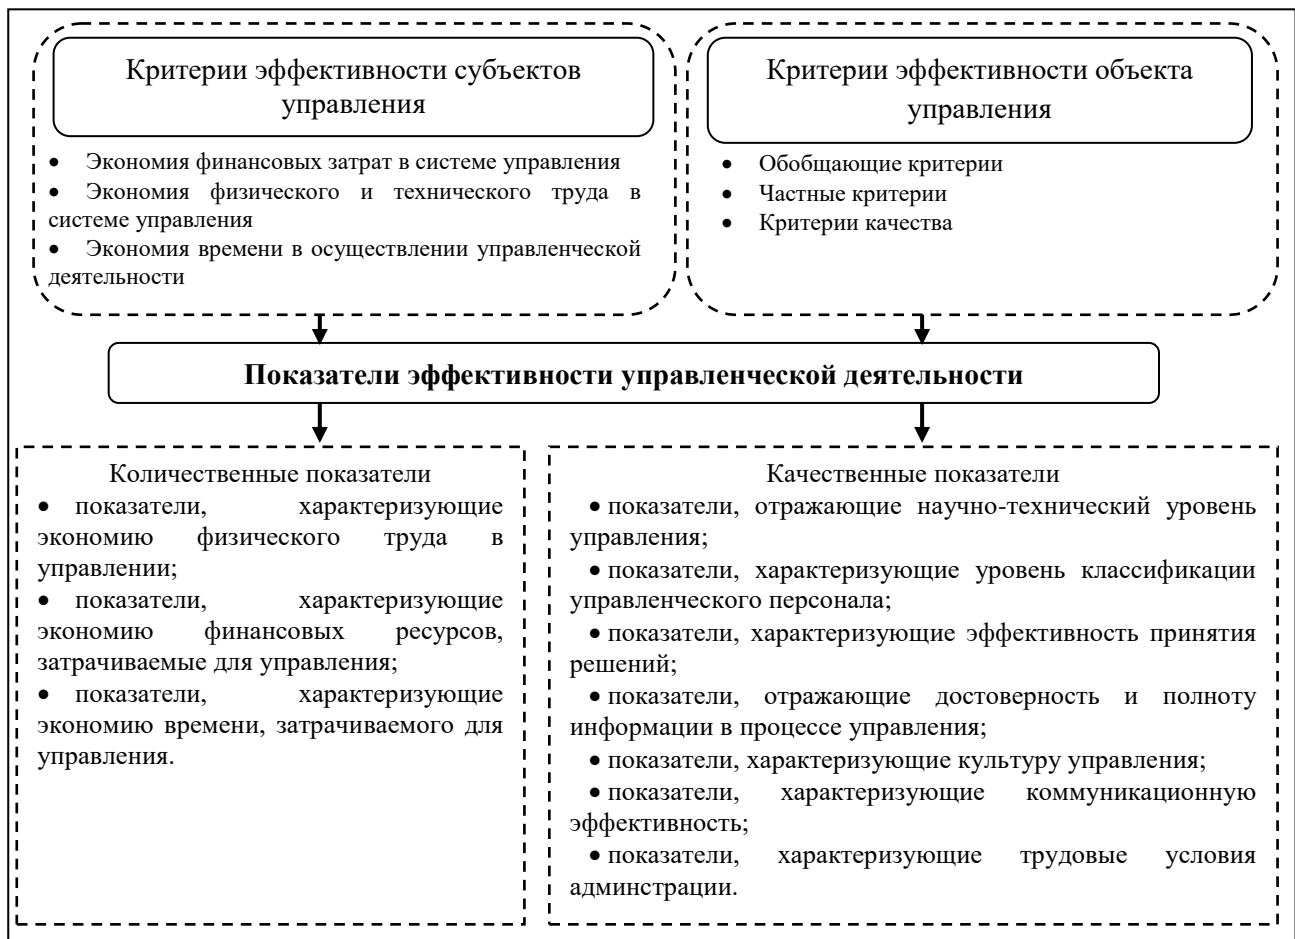 Критерии эффективности субъектов
управления
• Экономия финансовых затрат в системе управления
• Экономия физического и технического труда в
системе управления
• Экономия времени в осуществлении управленческой
деятельности
Критерии эффективности объекта
управления
• Обобщающие критерии
• Частные критерии
• Критерии качества
Показатели эффективности управленческой деятельности
Количественные показатели
• показатели, характеризующие
экономию физического труда в
управлении;
• показатели, характеризующие
экономию финансовых ресурсов,
затрачиваемые для управления;
• показатели, характеризующие
экономию времени, затрачиваемого для
управления.
Качественные показатели
• показатели, отражающие научно-технический уровень
управления;
• показатели, характеризующие уровень классификации
управленческого персонала;
• показатели, характеризующие эффективность принятия
решений;
• показатели, отражающие достоверность и полноту
информации в процессе управления;
• показатели, характеризующие культуру управления;
• показатели, характеризующие коммуникационную
эффективность;
• показатели, характеризующие трудовые условия
админстрации.